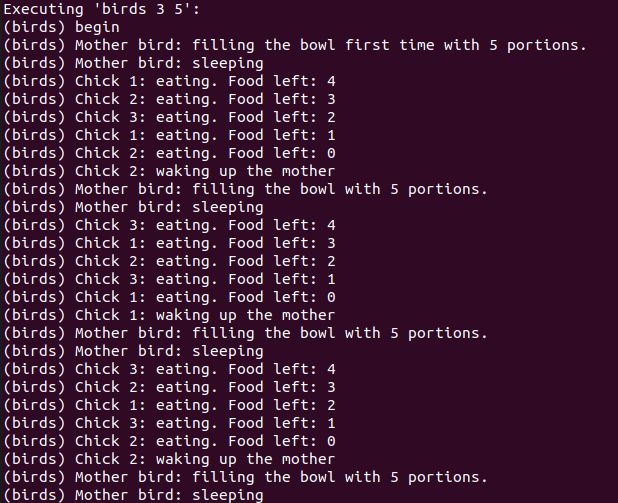 Executing 'birds 3 5':
(birds) begin
(birds) Mother bird: filling the bowl first time with 5 portions.
(birds) Mother bird: sleeping
(birds) Chick 1: eating. Food left: 4
(birds) Chick 2: eating. Food left: 3
(birds) Chick 3: eating. Food left: 2
(birds) Chick 1: eating. Food left: 1
(birds) Chick 2: eating. Food left: 0
(birds) Chick 2: waking up the mother
(birds) Mother bird: filling the bowl with 5 portions.
(birds) Mother bird: sleeping
(birds) Chick 3: eating. Food left: 4
(birds) Chick 1: eating. Food left: 3
(birds) Chick 2: eating. Food left: 2
(birds) Chick 3: eating. Food left: 1
(birds) Chick 1: eating. Food left: 0
(birds) Chick 1: waking up the mother
(birds) Mother bird: filling the bowl with 5 portions.
(birds) Mother bird: sleeping
(birds) Chick 3: eating. Food left: 4
(birds) Chick 2: eating. Food left: 3
(birds) Chick 1: eating. Food left: 2
(birds) Chick 3: eating. Food left: 1
(birds) Chick 2: eating. Food left: 0
(birds) Chick 2: waking up the mother
(birds) Mother bird: filling the bowl with 5 portions.
(birds) Mother bird: sleeping